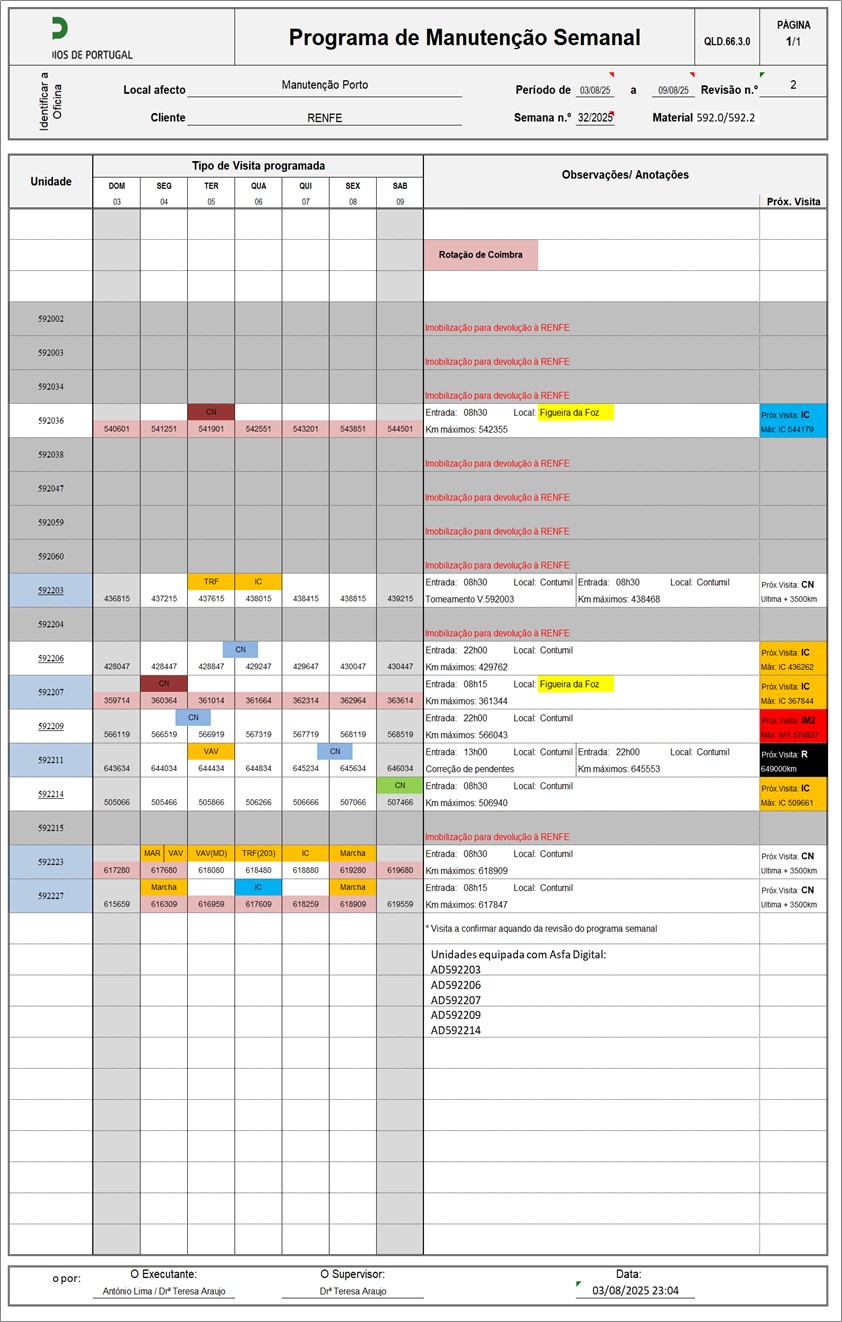 IOS DE PORTUGAL
Programa de Manutenção Semanal
QLD.66.3.0
PÁGINA
1/1
Identificar a Oficina
Local afecto Manutenção Porto
Período de 03/08/25 a 09/08/25 Revisão n.º 2
Cliente RENFE
Semana n.º 32/2025 Material 592.0/592.2
Unidade
Tipo de Visita programada
Observações/ Anotações
DOM SEG TER QUA QUI SEX SAB
03 04 05 06 07 08 09
Próx. Visita
Rotação de Coimbra
592002
Imobilização para devolução à RENFE
592003
Imobilização para devolução à RENFE
592034
Imobilização para devolução à RENFE
592036
CN
540601 541251 541901 542551 543201 543851 544501
Entrada: 08h30 Local: Figueira da Foz
Km máximos: 542355
Próx.Visita: IC
Máx: IC 544179
592038
Imobilização para devolução à RENFE
592047
Imobilização para devolução à RENFE
592059
Imobilização para devolução à RENFE
592060
Imobilização para devolução à RENFE
592203
TRF IC
436815 437215 437615 438015 438415 438815 439215
Entrada: 08h30 Local: Contumil Entrada: 08h30 Local: Contumil
Torneamento V.592003 Km máximos: 438468
Próx.Visita: CN
Ultima + 3500km
592204
Imobilização para devolução à RENFE
592206
CN
428047 428447 428847 429247 429647 430047 430447
Entrada: 22h00 Local: Contumil
Km máximos: 429762
Próx.Visita: IC
Máx: IC 436262
592207
CN
359714 360364 361014 361664 362314 362964 363614
Entrada: 08h15 Local: Figueira da Foz
Km máximos: 361344
Próx.Visita: IC
Máx: IC 367844
592209
CN
566119 566519 566919 567319 567719 568119 568519
Entrada: 22h00 Local: Contumil
Km máximos: 566043
Próx.Visita: IM2
Máx: IM1 574627
592211
VAV CN
643634 644034 644434 644834 645234 645634 646034
Entrada: 13h00 Local: Contumil Entrada: 22h00 Local: Contumil
Correção de pendentes Km máximos: 645553
Próx.Visita: R
649000km
592214
CN
505066 505466 505866 506266 506666 507066 507466
Entrada: 08h30 Local: Contumil
Km máximos: 506940
Próx.Visita: IC
Máx: IC 509661
592215
Imobilização para devolução à RENFE
592223
MAR VAV VAV(MD) TRF(203) IC Marcha
617280 617680 618080 618480 618880 619280 619680
Entrada: 08h30 Local: Contumil
Km máximos: 618909
Próx.Visita: CN
Ultima + 3500km
592227
Marcha IC Marcha
615659 616309 616959 617609 618259 618909 619559
Entrada: 08h15 Local: Contumil
Km máximos: 617847
Próx.Visita: CN
Ultima + 3500km
* Visita a confirmar aquando da revisão do programa semanal
Unidades equipada com Asfa Digital:
AD592203
AD592206
AD592207
AD592209
AD592214
o por:
O Executante:
António Lima / Drª Teresa Araujo
O Supervisor:
Drª Teresa Araujo
Data:
03/08/2025 23:04